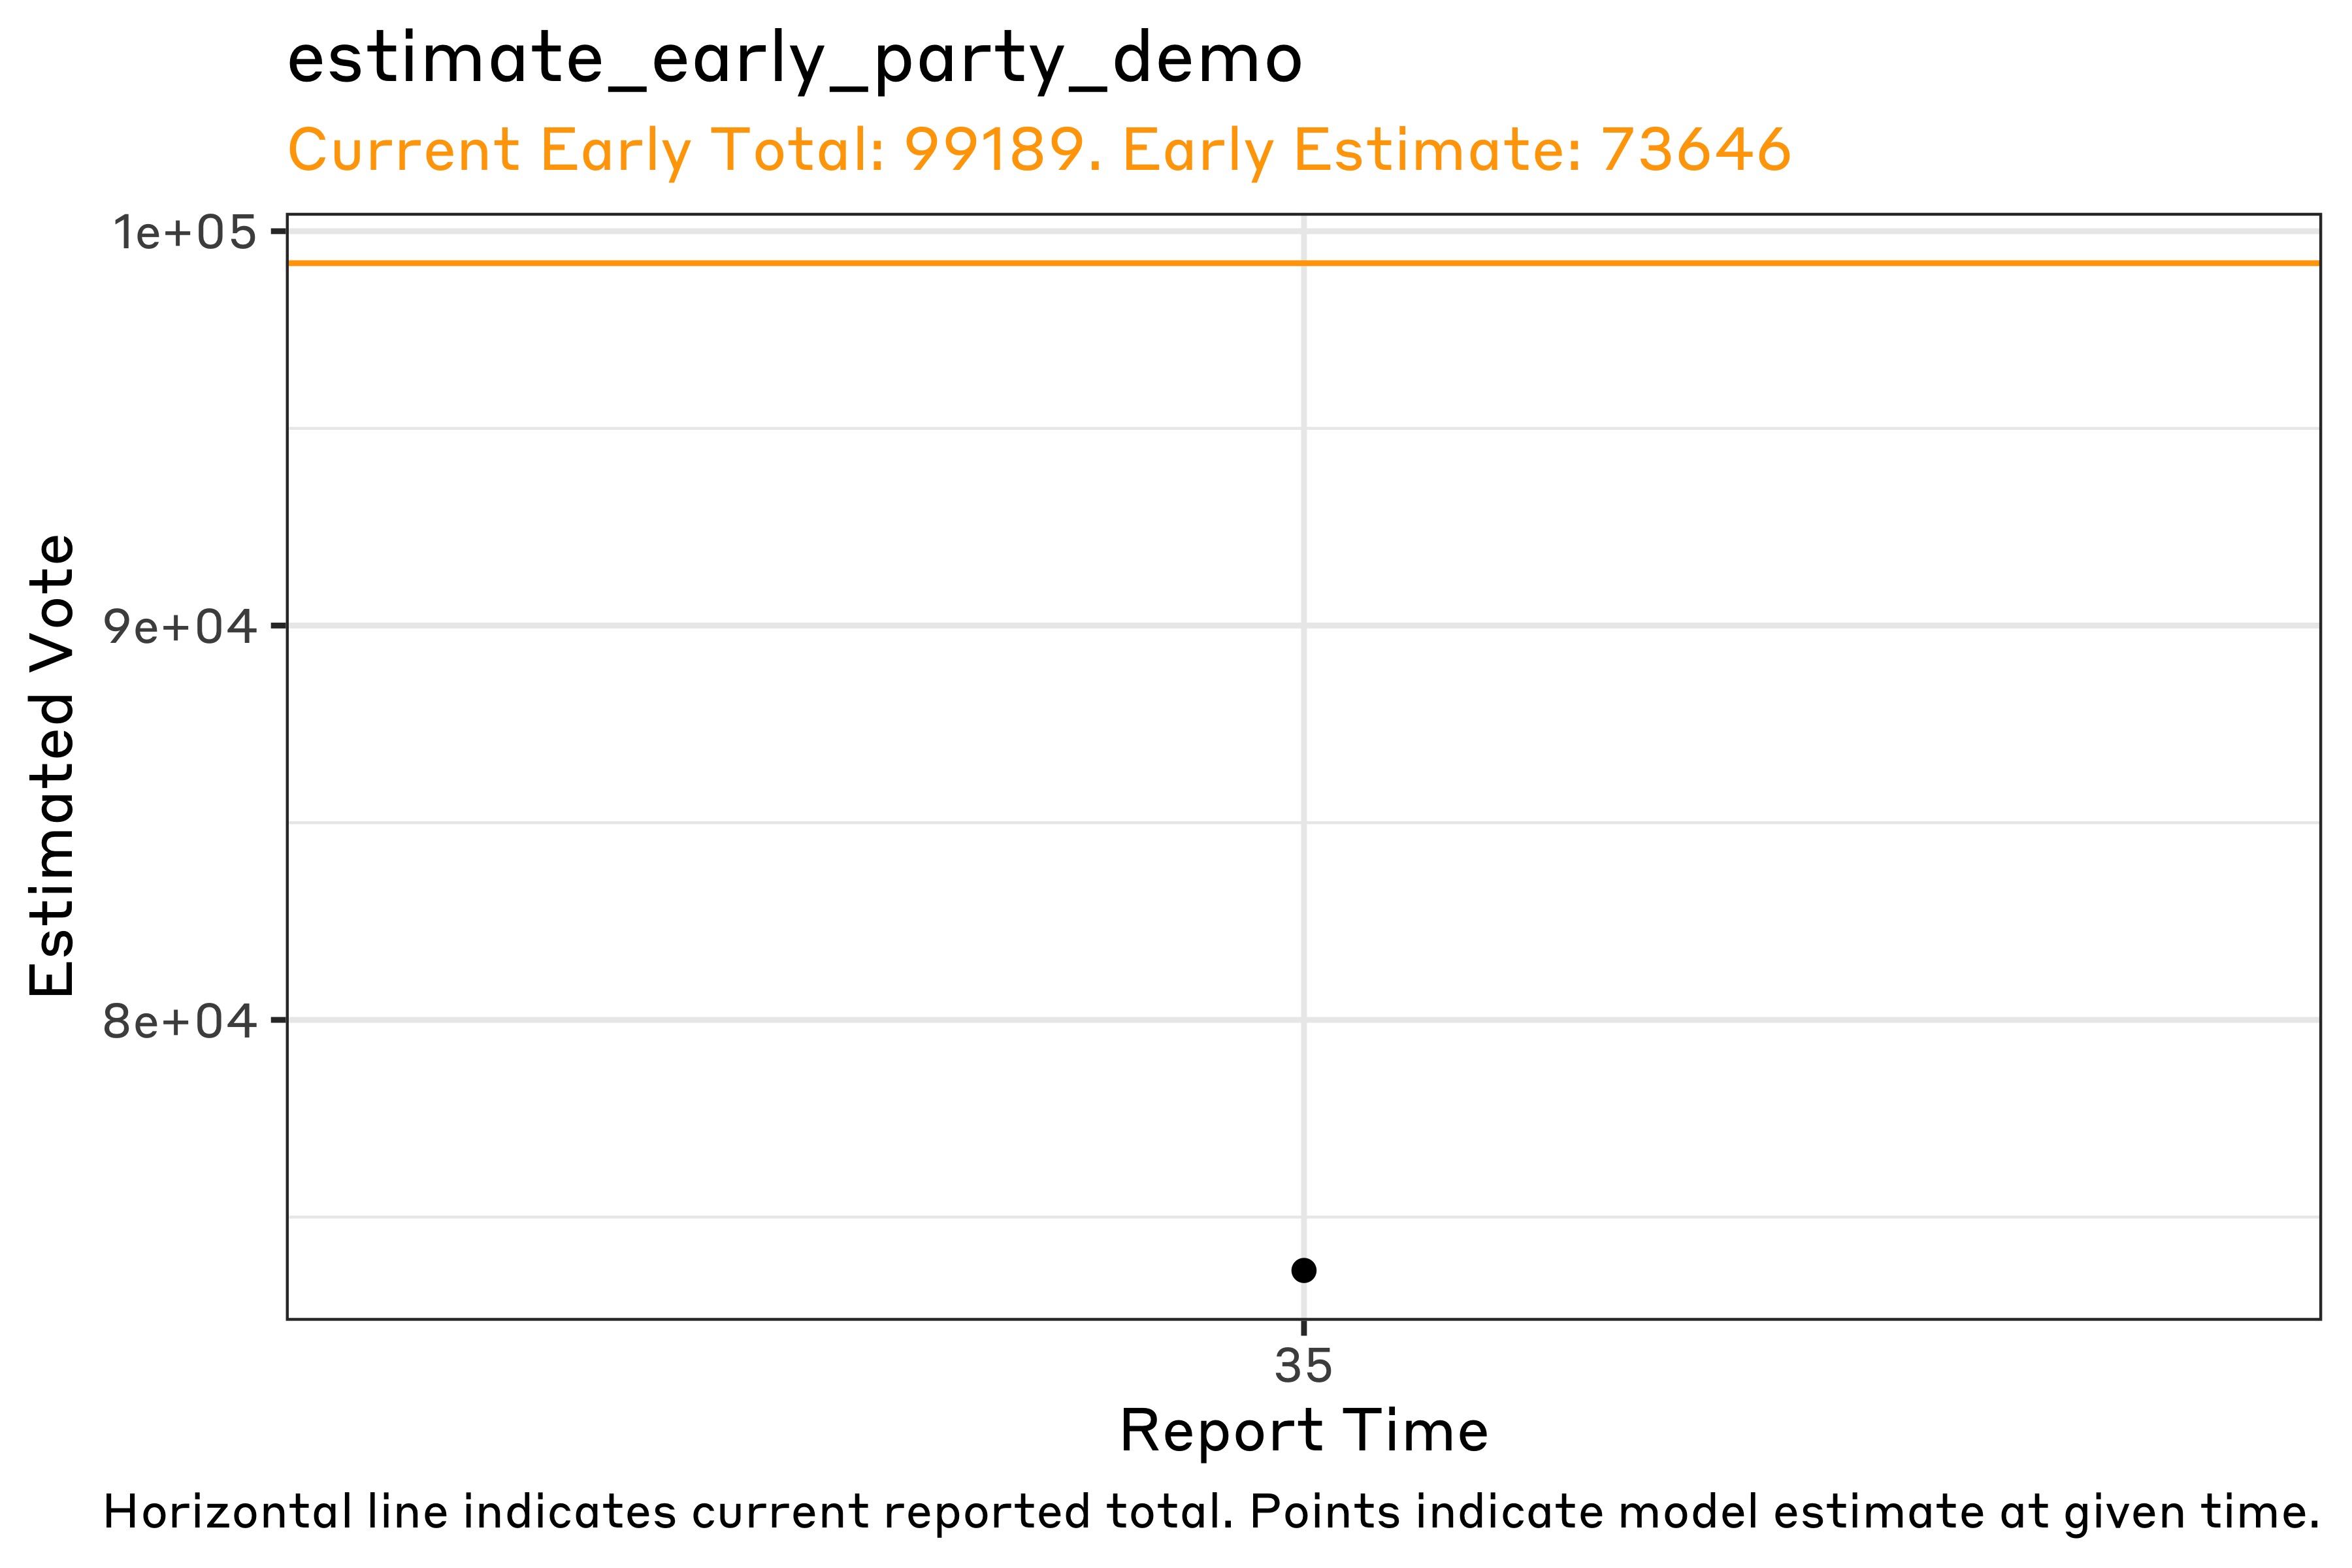 estimate_early_party_demo
Current Early Total: 99189. Early Estimate: 73646
1e+05
9e+04
8e+04
Estimated Vote
35
Report Time
Horizontal line indicates current reported total. Points indicate model estimate at given time.